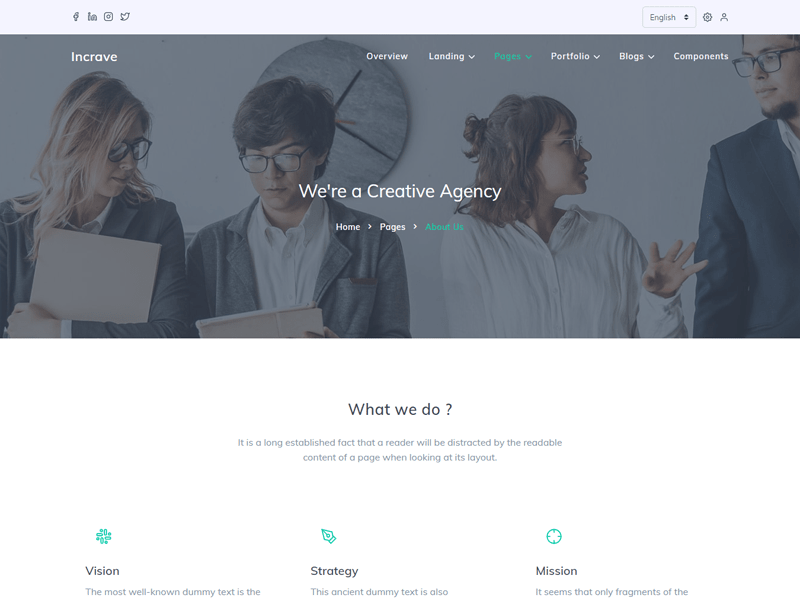 English
Incrave
Overview
Landing
Pages
Portfolio
Blogs
Components
We're a Creative Agency
Home
Pages
About Us
What we do ?
It is a long established fact that a reader will be distracted by the readable
content of a page when looking at its layout.
Vision
Strategy
Mission
The most well-known dummy text is the
This ancient dummy text is also
It seems that only fragments of the